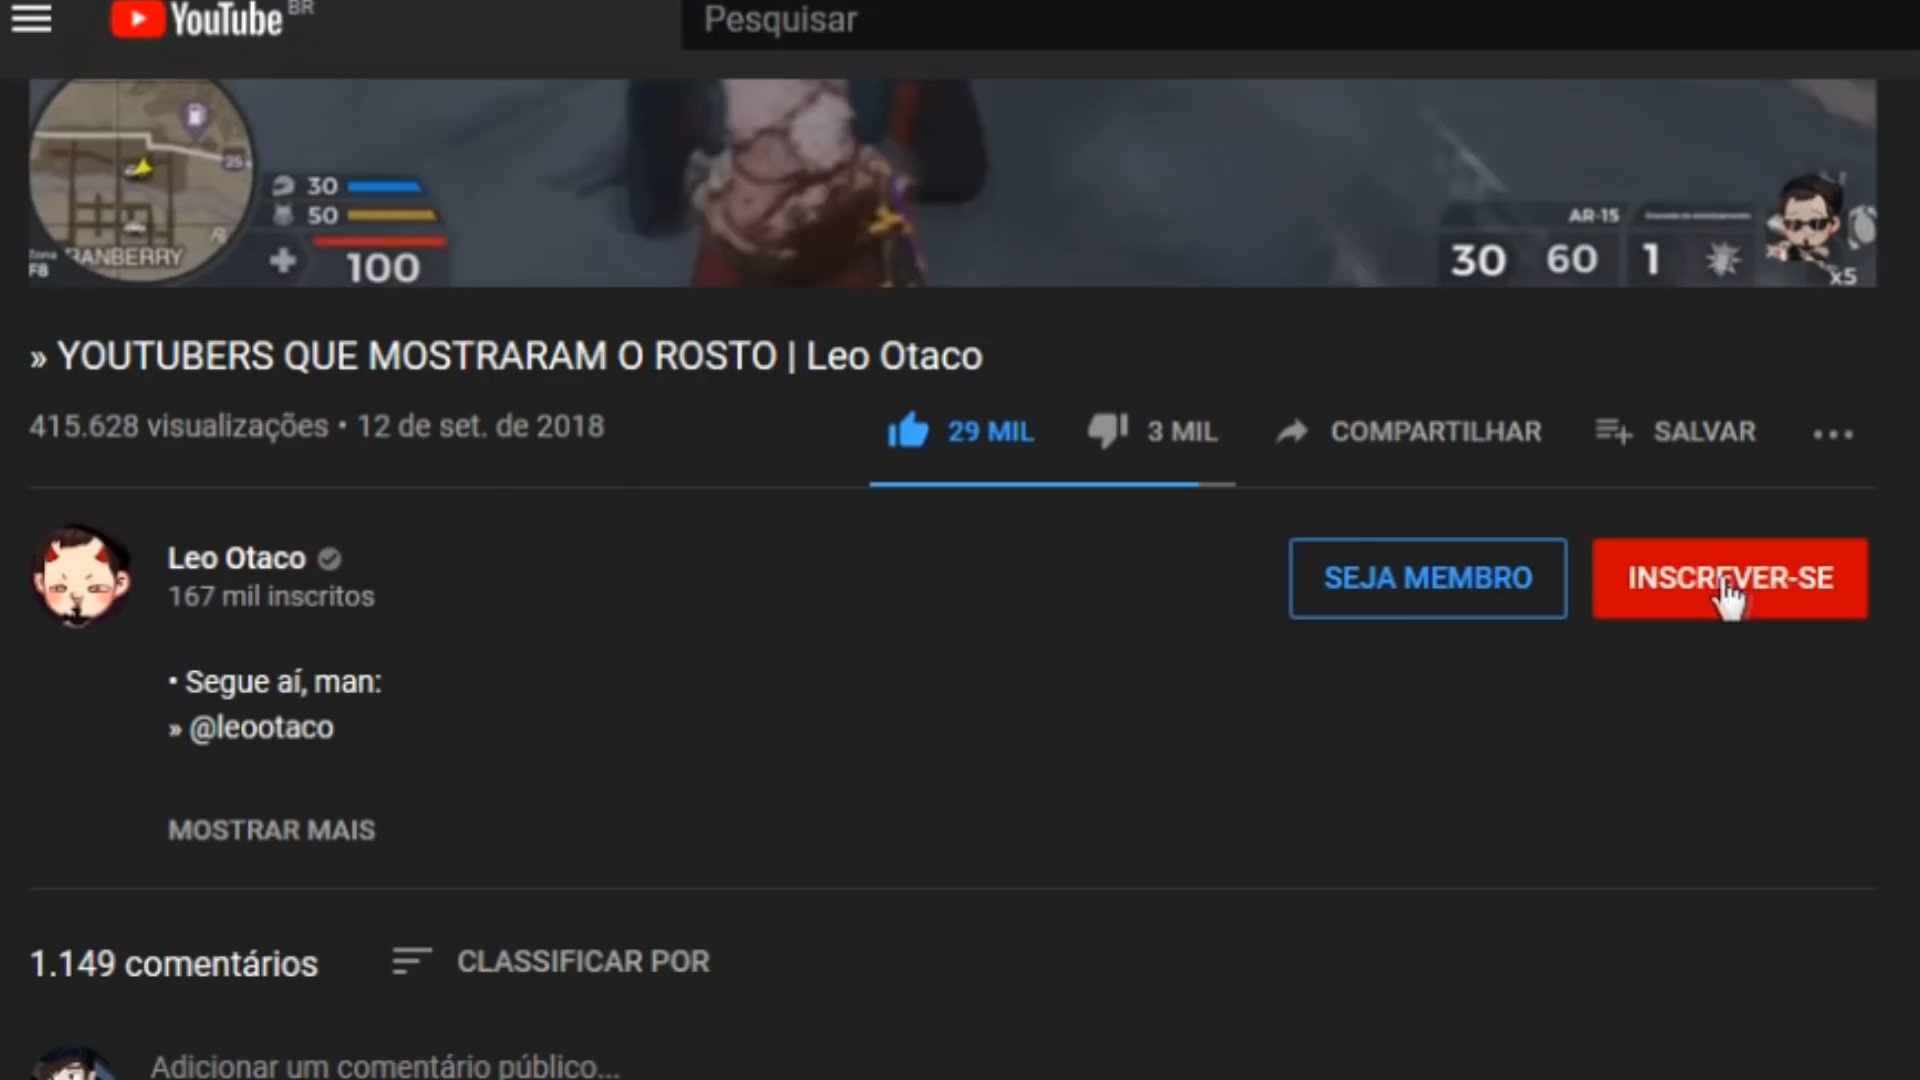 YouTube BR
Pesquisar
25
30
50
100
RANBERRY
F8
AR-15
30 60 1
x5
» YOUTUBERS QUE MOSTRARAM O ROSTO | Leo Otaco
415.628 visualizações • 12 de set. de 2018
29 MIL
3 MIL
COMPARTILHAR
SALVAR
Leo Otaco
167 mil inscritos
SEJA MEMBRO
INSCREVER-SE
• Segue aí, man:
» @leootaco
MOSTRAR MAIS
1.149 comentários
CLASSIFICAR POR
Adicionar um comentário público...